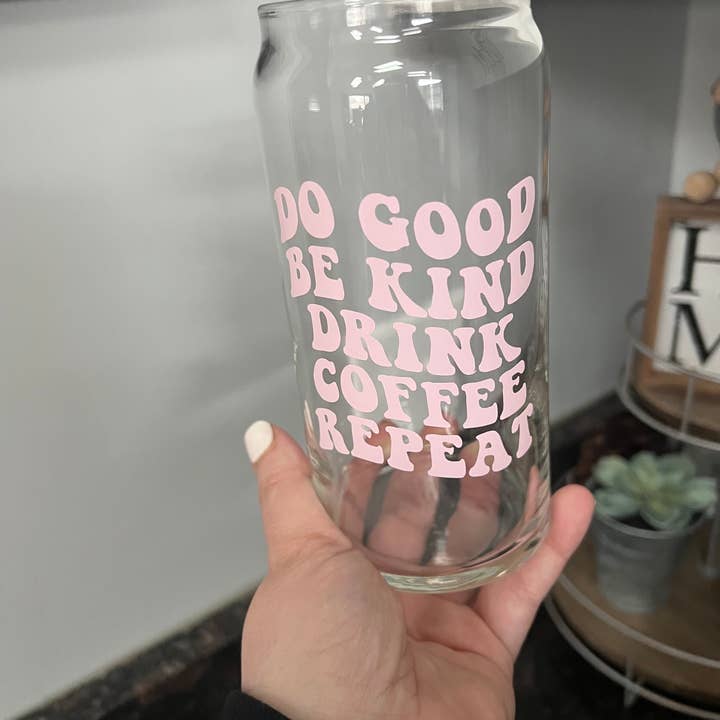 DO GOOD
BE KIND
DRINK
COFFEE
REPEAT
H
M